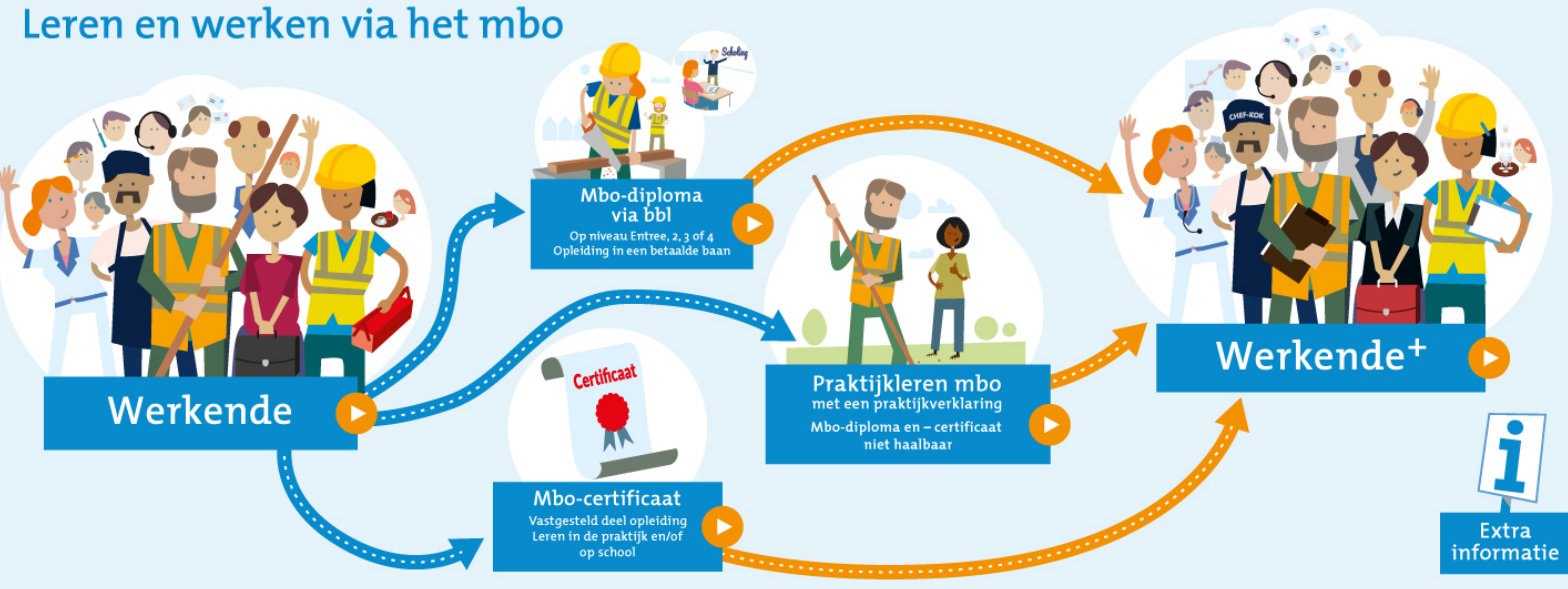 Leren en werken via het mbo
Scholing
Mbo-diploma
via bbl
Op niveau Entree, 2, 3 of 4
Opleiding in een betaalde baan
CHEF-KOK
Werkende
Praktijkleren mbo
met een praktijkverklaring
Mbo-diploma en – certificaat
niet haalbaar
Werkende+
Certificaat
Mbo-certificaat
Vastgesteld deel opleiding
Leren in de praktijk en/of
op school
i
Extra
informatie